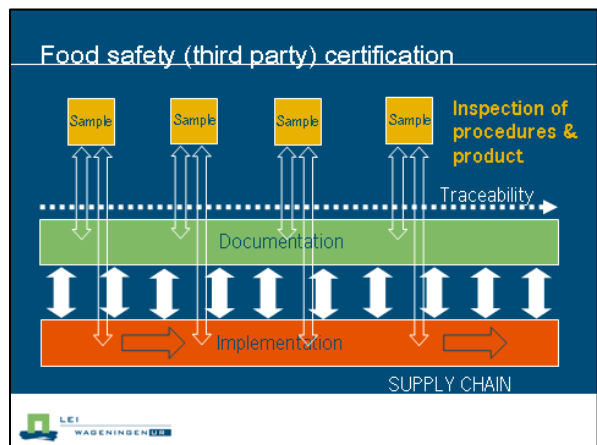 Food safety (third party) certification
Sample
Sample
Sample
Sample
Inspection of
procedures &
product
Traceability
Documentation
Implementation
SUPPLY CHAIN
LEI
WAGENINGEN UR